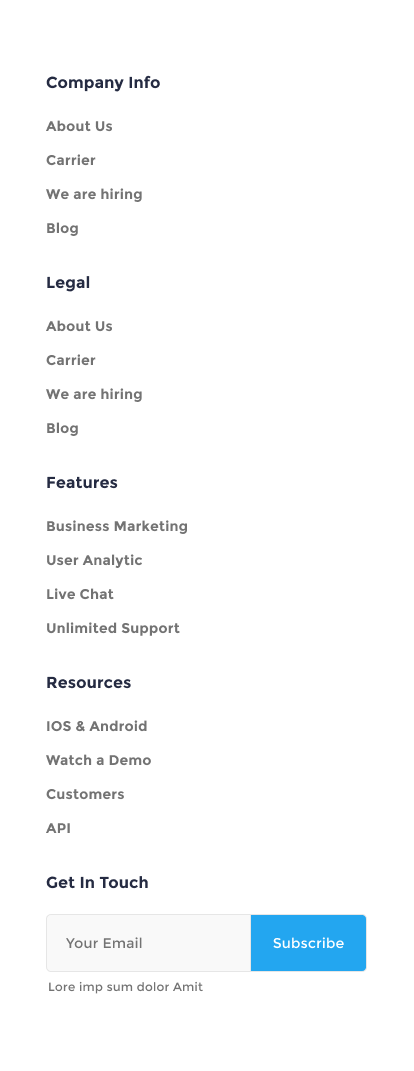 Company Info
About Us
Carrier
We are hiring
Blog
Legal
About Us
Carrier
We are hiring
Blog
Features
Business Marketing
User Analytic
Live Chat
Unlimited Support
Resources
IOS & Android
Watch a Demo
Customers
API
Get In Touch
Your Email Subscribe
Lore imp sum dolor Amit